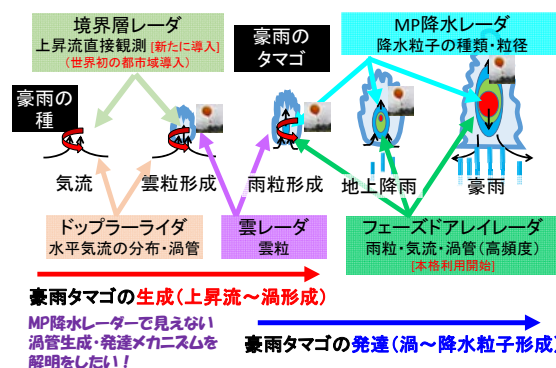 境界層レーダ
上昇流直接観測 [新たに導入]
(世界初の都市域導入)
豪雨の
タマゴ
MP降水レーダ
降水粒子の種類・粒径
豪雨の
種
気流
雲粒形成
雨粒形成
地上降雨
豪雨
ドップラーライダ
水平気流の分布・渦管
雲レーダ
雲粒
フェーズドアレイレーダ
雨粒・気流・渦管(高頻度)
[本格利用開始]
豪雨タマゴの生成(上昇流～渦形成)
MP降水レーダーで見えない
渦管生成・発達メカニズムを
解明をしたい！
豪雨タマゴの発達(渦～降水粒子形成)